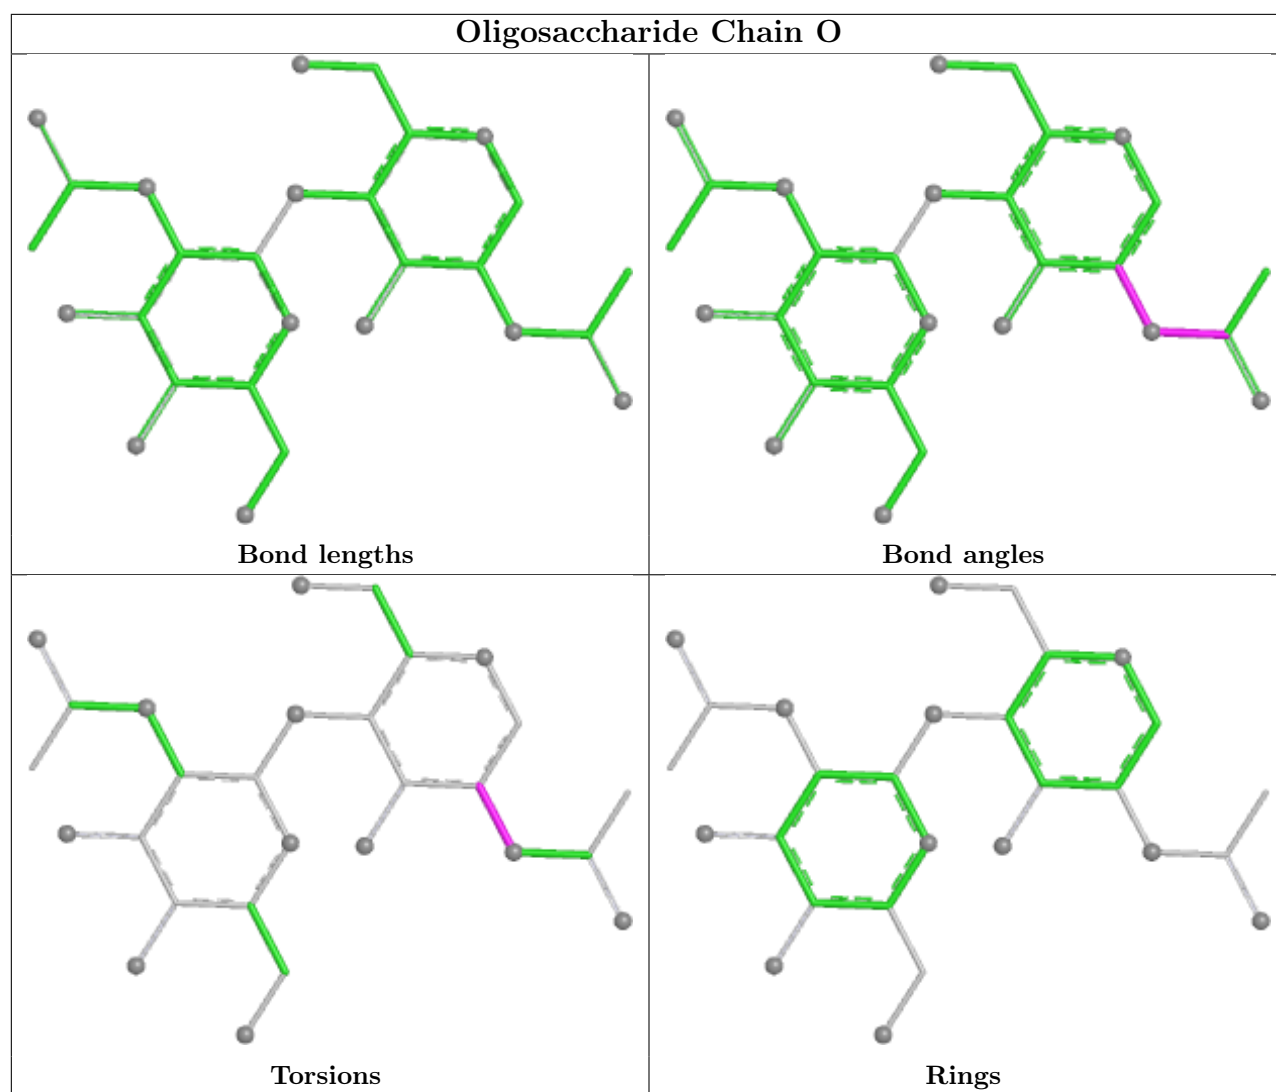 Oligosaccharide Chain O
Bond lengths
Bond angles
Torsions
Rings